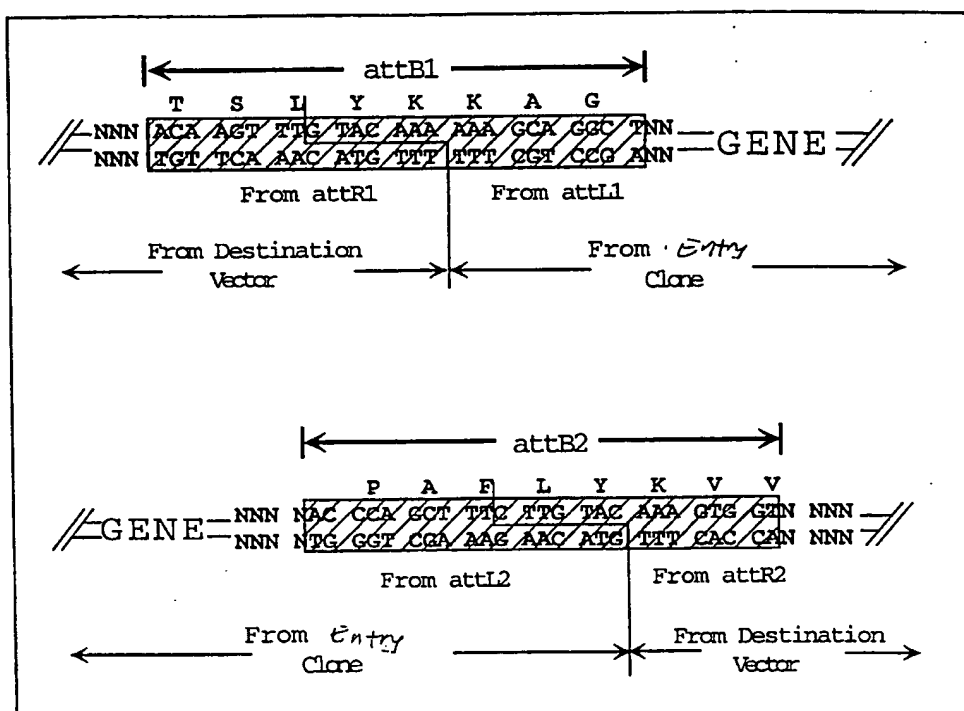 attB1
T S L Y K K A G
NNN ACA AGT TTG TACA AAA AAA GCA GGC TNN GENE
NNN TGT TCA AAC ATG TTT TTT CGT CCG ANN
From attR1 From attL1
From Destination Vector From Entry Clone
attB2
P A F L Y K V V
GENE NNN NAC CCA GCT TTC TTG TAC AAA GTG GTN NNN
NNN NTG GGT CGA AAG AAC ATG TTT CAC CAN NNN
From attL2 From attR2
From Entry Clone From Destination Vector